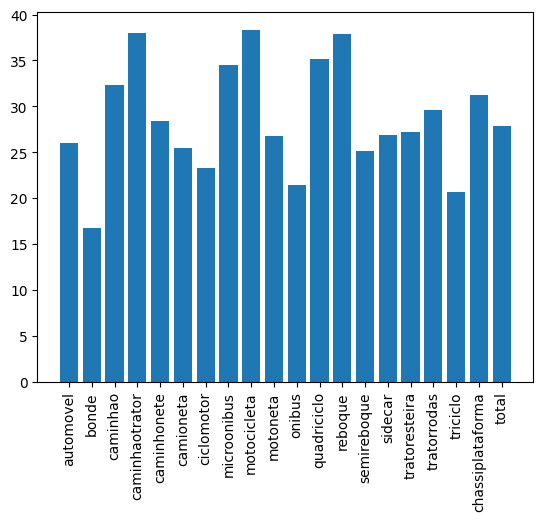 40
35
30
25
20
15
10
5
0
automovel
bonde
caminhao
caminhaotrator
caminhonete
camioneta
ciclomotor
microonibus
motocicleta
motoneta
onibus
quadriciclo
reboque
semireboque
sidecar
tratoresteira
tratorrodas
triciclo
chassiplataforma
total